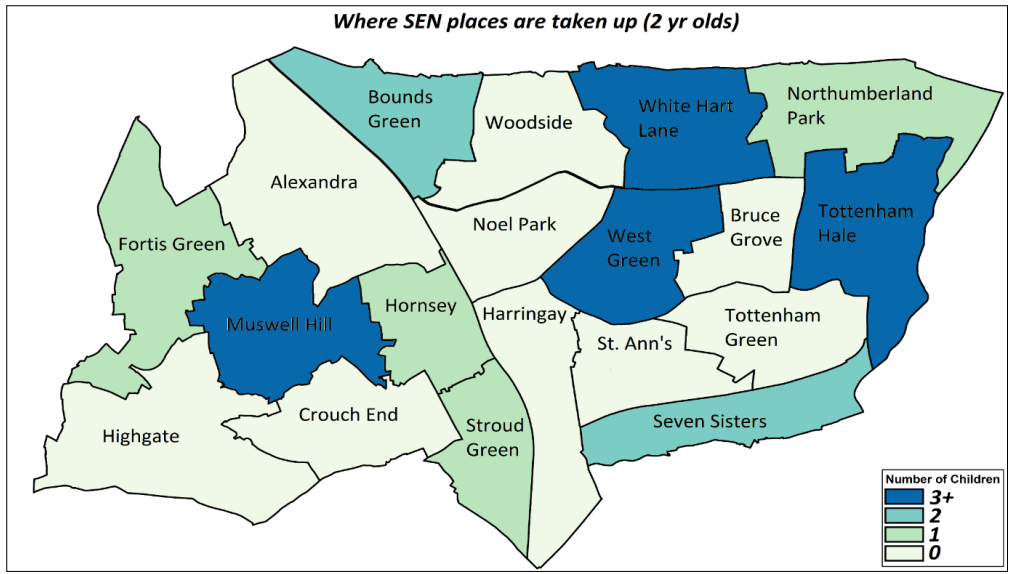 Where SEN places are taken up (2 yr olds)
Bounds
Green
Woodside
White Hart
Lane
Northumberland
Park
Alexandra
Noel Park
West
Green
Bruce
Grove
Tottenham
Hale
Fortis Green
Muswell Hill
Hornsey
Harringay
St. Ann's
Tottenham
Green
Highgate
Crouch End
Stroud
Green
Seven Sisters
Number of Children
3+
2
1
0